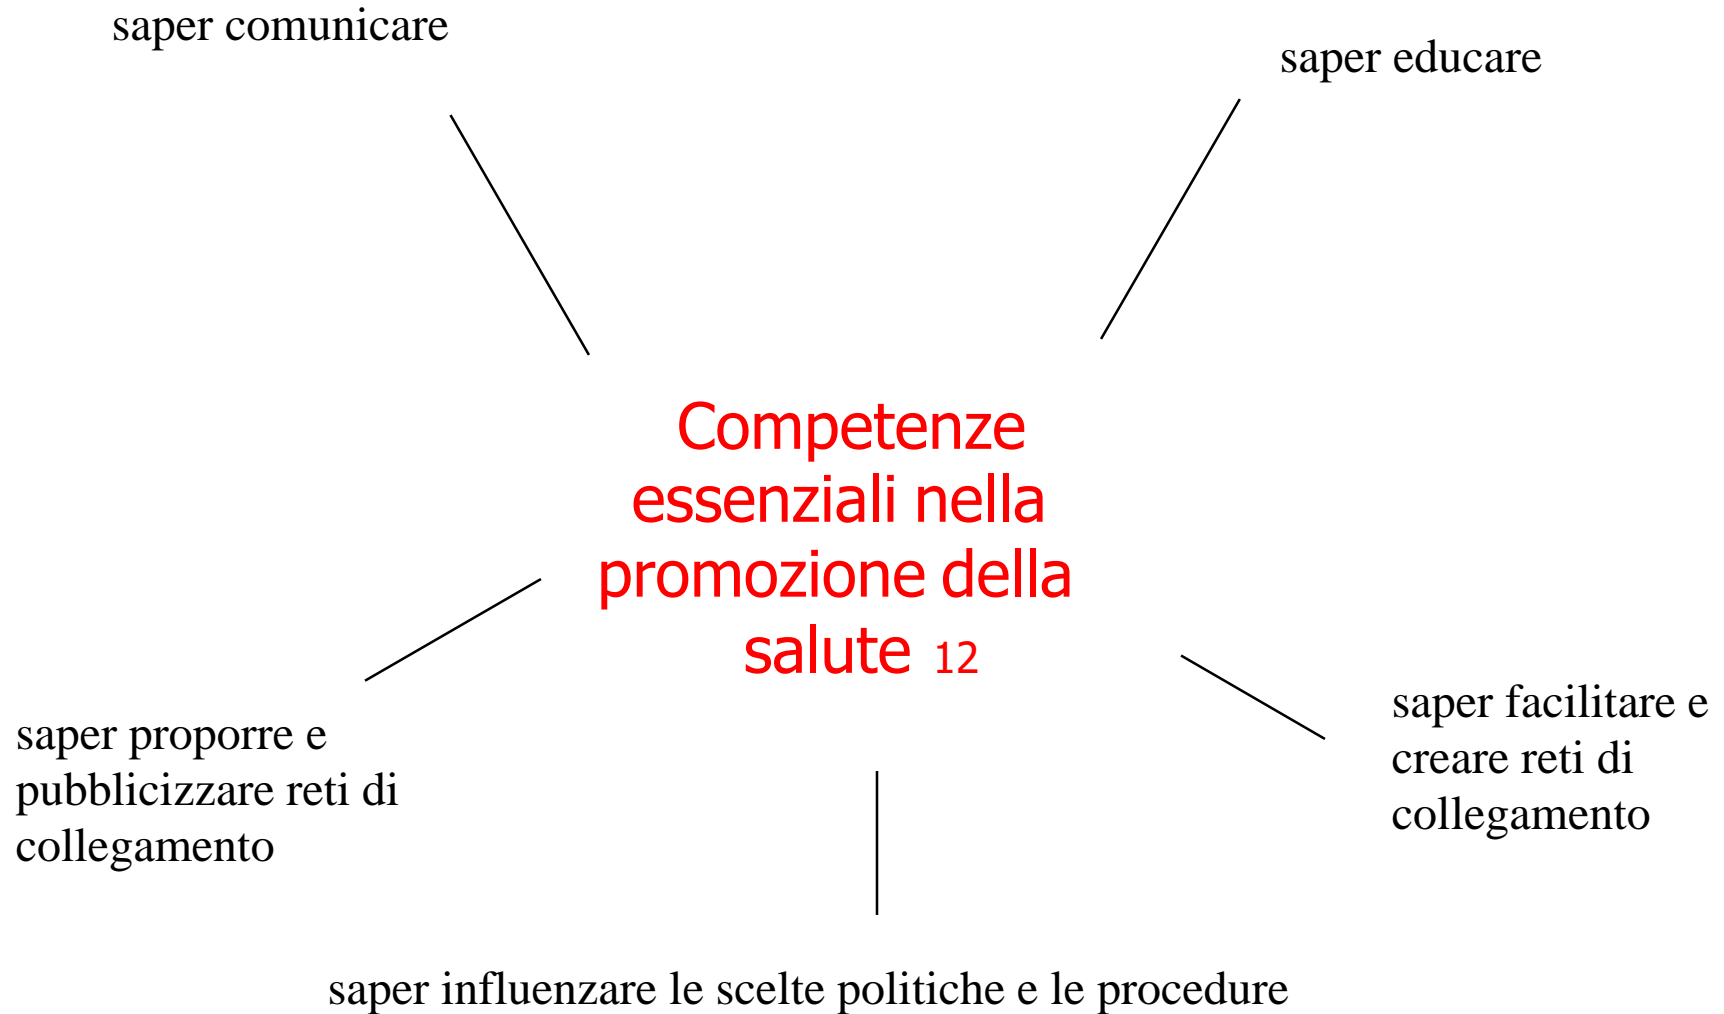 saper comunicare
saper educare
Competenze
essenziali nella
promozione della
salute 12
saper proporre e
pubblicizzare reti di
collegamento
saper facilitare e
creare reti di
collegamento
saper influenzare le scelte politiche e le procedure